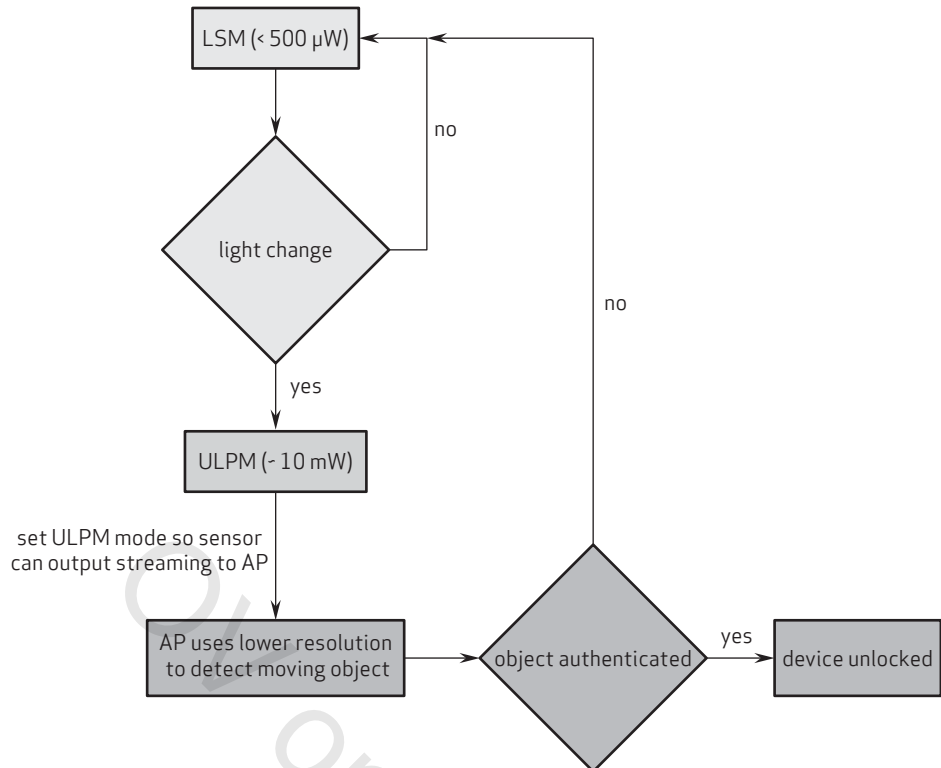 LSM (< 500 µW)
no
light change
no
yes
ULPM (~ 10 mW)
set ULPM mode so sensor
can output streaming to AP
AP uses lower resolution
to detect moving object
object authenticated
yes
device unlocked
OV